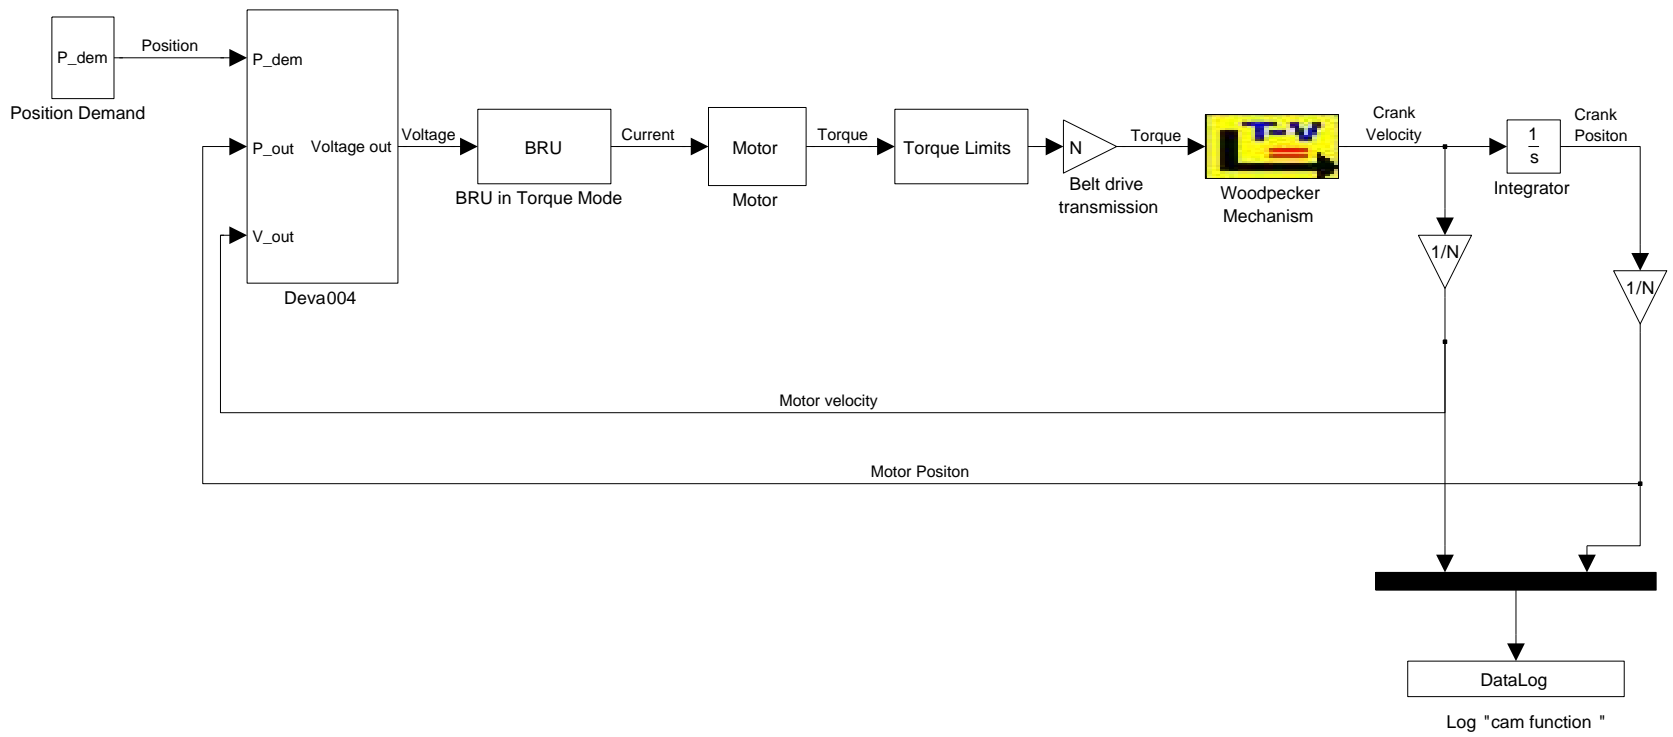 P_dem
Position
Position Demand
P_dem
P_out
Voltage out
V_out
Deva004
Voltage
BRU
BRU in Torque Mode
Current
Motor
Motor
Torque
Torque Limits
N
Belt drive
transmission
Torque
T-V
Woodpecker
Mechanism
Crank
Velocity
1
s
Integrator
Crank
Positon
1/N
1/N
Motor velocity
Motor Positon
DataLog
Log "cam function "